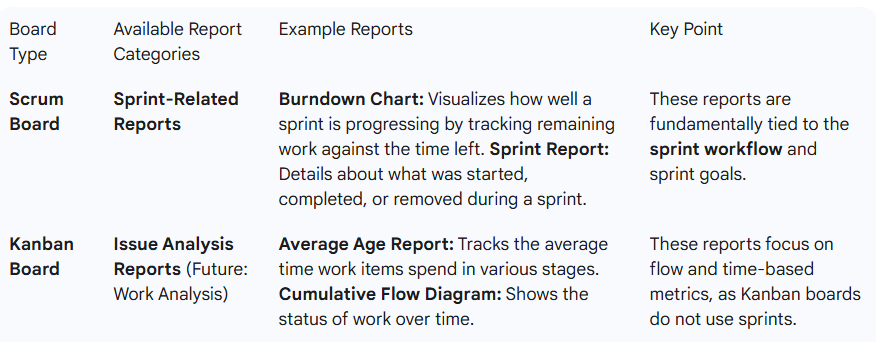 Board Type
Available Report Categories
Example Reports
Key Point
Scrum Board
Sprint-Related Reports
Burndown Chart: Visualizes how well a
sprint is progressing by tracking remaining
work against the time left. Sprint Report:
Details about what was started,
completed, or removed during a sprint.
These reports are
fundamentally tied to the
sprint workflow and
sprint goals.
Kanban
Board
Issue Analysis
Reports (Future:
Work Analysis)
Average Age Report: Tracks the average
time work items spend in various stages.
Cumulative Flow Diagram: Shows the
status of work over time.
These reports focus on
flow and time-based
metrics, as Kanban boards
do not use sprints.